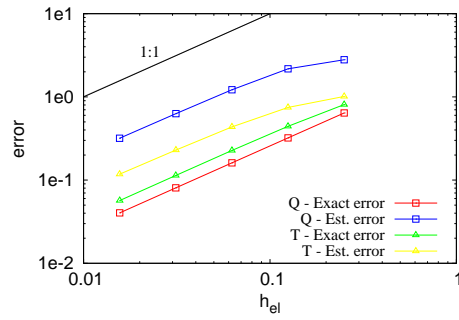 1e1
1:1
1e0
error
1e-1
Q - Exact error
Q - Est. error
T - Exact error
T - Est. error
1e-2
0.01
0.1
1
h_el